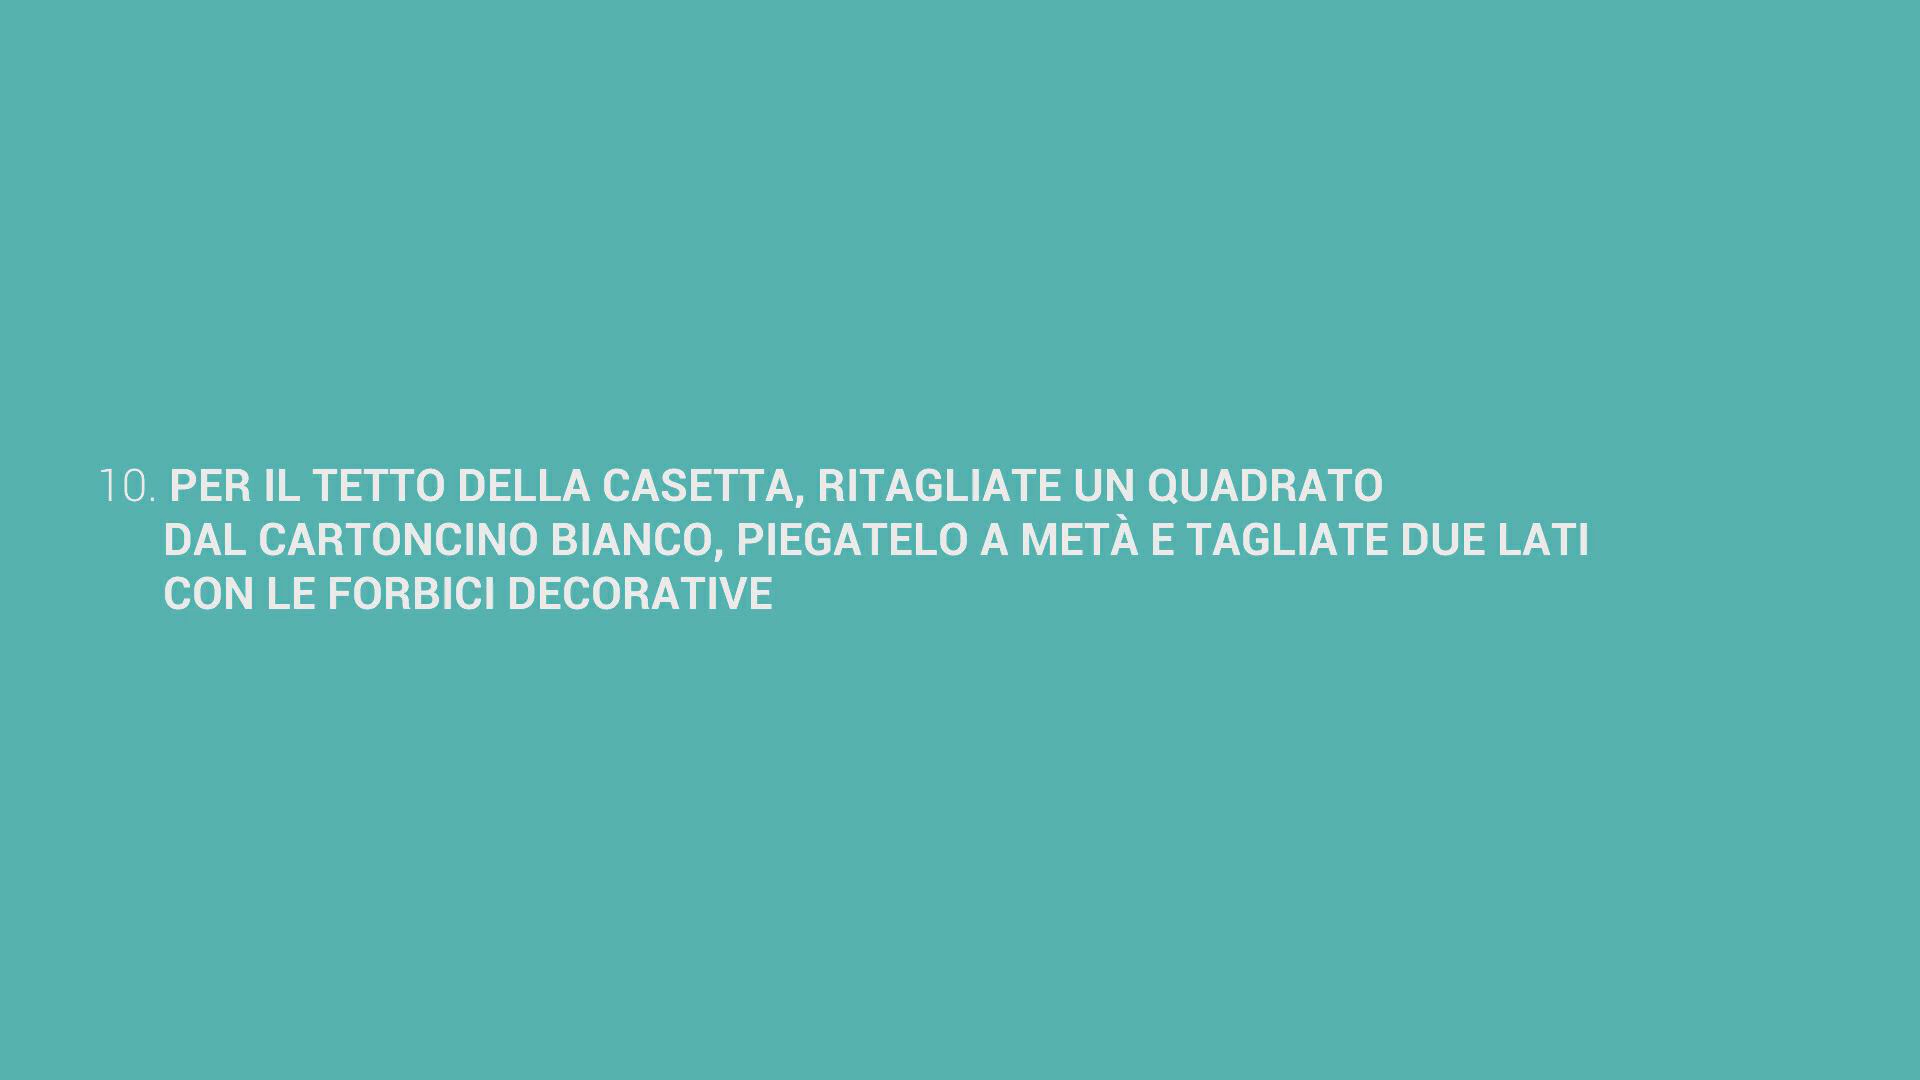 10. PER IL TETTO DELLA CASETTA, RITAGLIATE UN QUADRATO
DAL CARTONCINO BIANCO, PIEGATELO A METÀ E TAGLIATE DUE LATI
CON LE FORBICI DECORATIVE